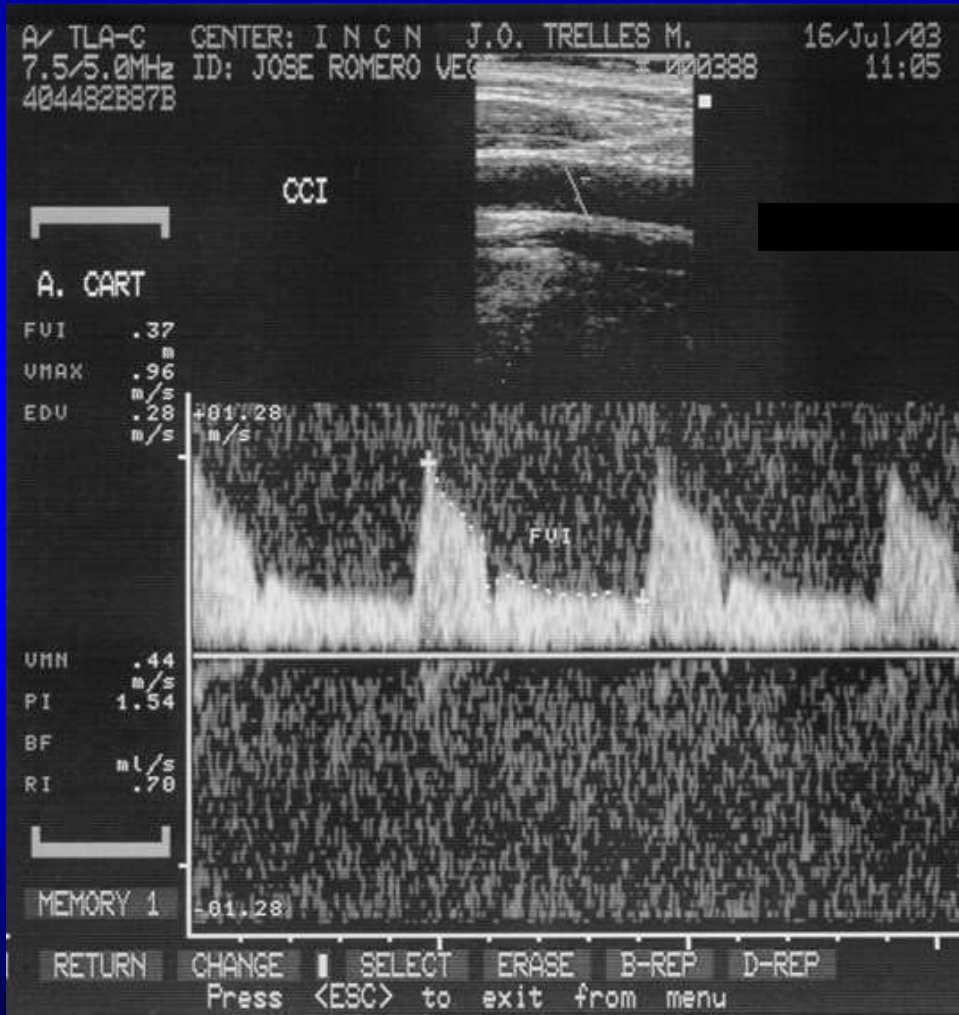 A/ TLA-C CENTER: I N C N J.O. TRELLES M. 16/Jul/03
7.5/5.0MHz ID: JOSE ROMERO VEGA * 000388 11:05
404482B87B
CCI
A. CART
FVI .37
m
VMAX .96
m/s
EDV .28 +01.28
m/s m/s
FVI
VMN .44
m/s
PI 1.54
BF
ml/s
RI .70
MEMORY 1 -01.28
RETURN CHANGE SELECT ERASE B-REP D-REP
Press <ESC> to exit from menu